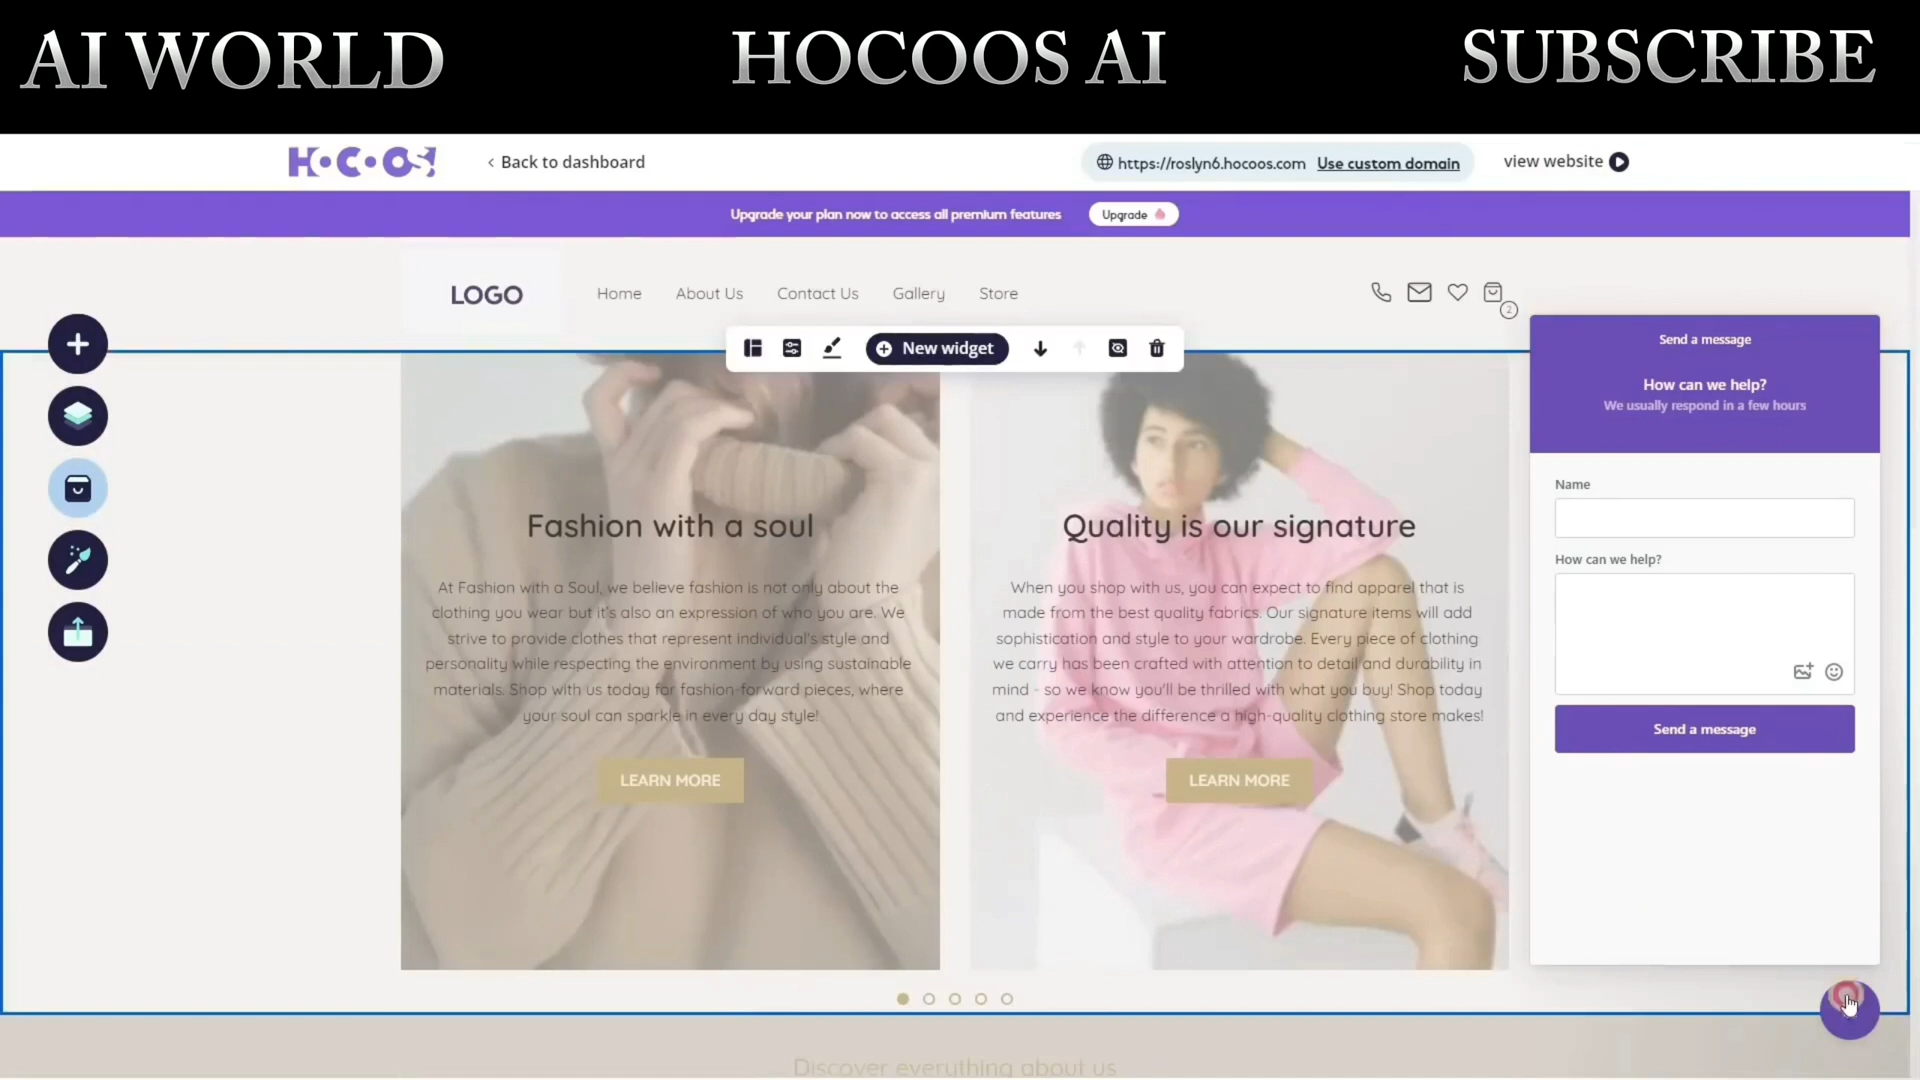 AI WORLD
HOCOOS AI
SUBSCRIBE
HOCOOS!
< Back to dashboard
https://roslyn6.hocoos.com Use custom domain
view website
Upgrade your plan now to access all premium features
Upgrade
LOGO
Home
About Us
Contact Us
Gallery
Store
2
New widget
Fashion with a soul
At Fashion with a Soul, we believe fashion is not only about the
clothing you wear but it's also an expression of who you are. We
strive to provide clothes that represent individual's style and
personality while respecting the environment by using sustainable
materials. Shop with us today for fashion-forward pieces, where
your soul can sparkle in every day style!
LEARN MORE
Quality is our signature
When you shop with us, you can expect to find apparel that is
made from the best quality fabrics. Our signature items will add
sophistication and style to your wardrobe. Every piece of clothing
we carry has been crafted with attention to detail and durability in
mind - so we know you'll be thrilled with what you buy! Shop today
and experience the difference a high-quality clothing store makes!
LEARN MORE
Send a message
How can we help?
We usually respond in a few hours
Name
How can we help?
Send a message
Discover everything about us